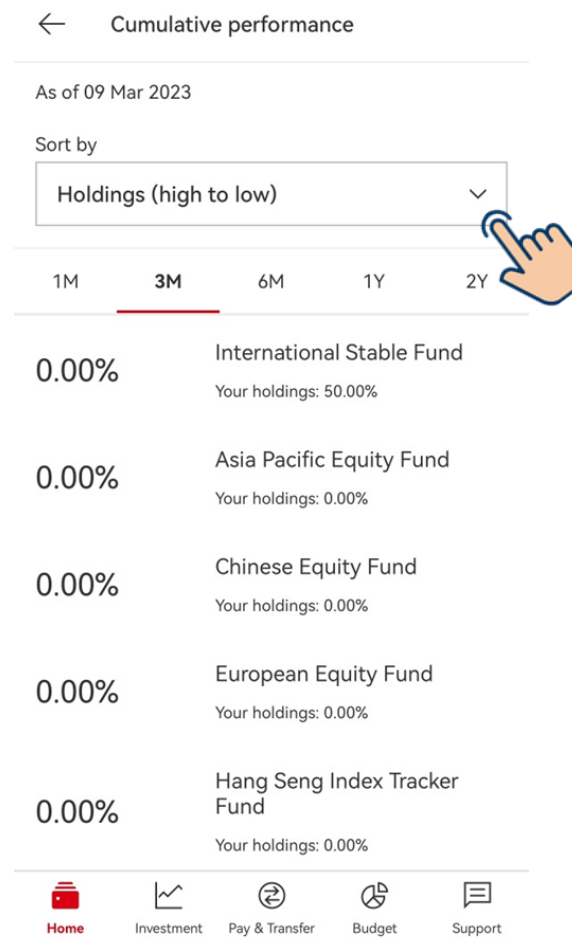 Cumulative performance
As of 09 Mar 2023
Sort by
Holdings (high to low)
1M 3M 6M 1Y 2Y
0.00%
International Stable Fund
Your holdings: 50.00%
0.00%
Asia Pacific Equity Fund
Your holdings: 0.00%
0.00%
Chinese Equity Fund
Your holdings: 0.00%
0.00%
European Equity Fund
Your holdings: 0.00%
0.00%
Hang Seng Index Tracker
Fund
Your holdings: 0.00%
Home Investment Pay & Transfer Budget Support